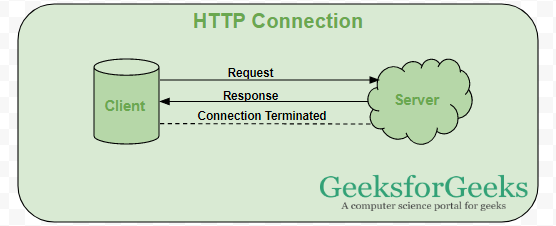 HTTP Connection
Request
Client
Response
Server
Connection Terminated
GeeksforGeeks
A computer science portal for geeks